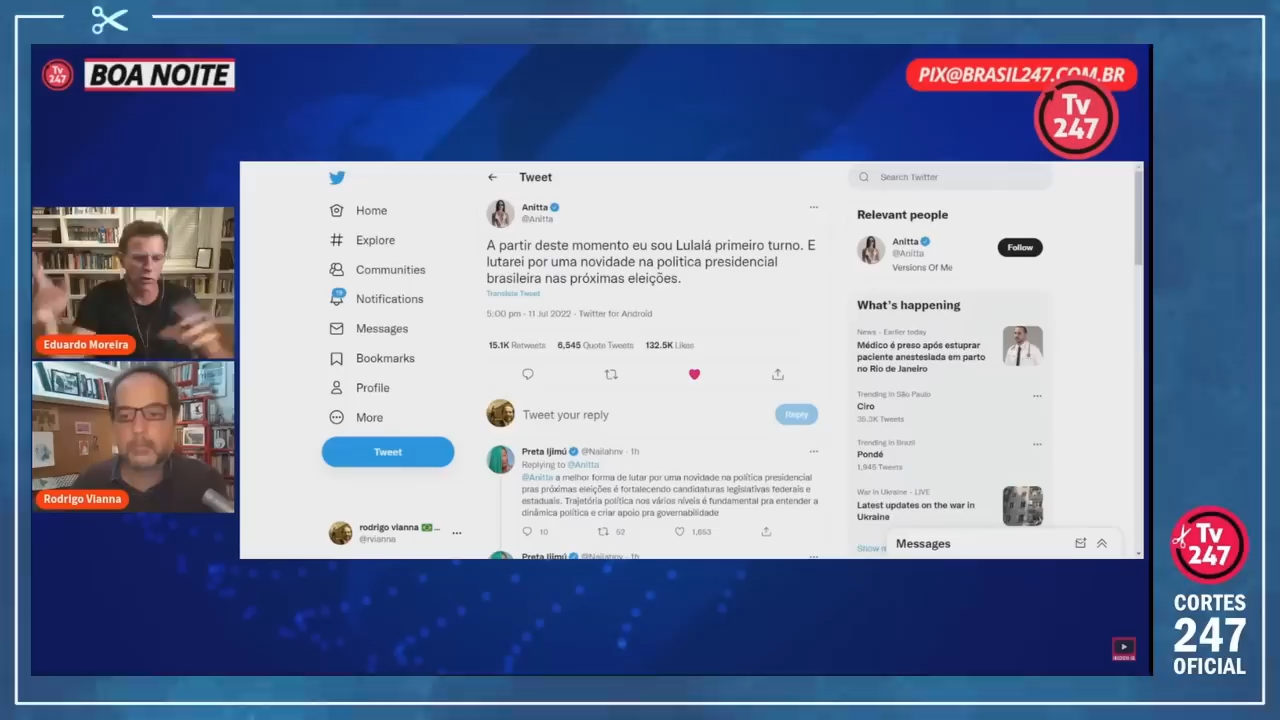 Tv
247
BOA NOITE
PIX@BRASIL247.COM.BR
Tv
247
Eduardo Moreira
Rodrigo Vianna
Home
Explore
Communities
19
Notifications
Messages
Bookmarks
Profile
More
Tweet
rodrigo vianna
@rvianna
Tweet
Anitta
@Anitta
A partir deste momento eu sou Lulalá primeiro turno. E
lutarei por uma novidade na política presidencial
brasileira nas próximas eleições.
Translate Tweet
5:00 pm · 11 Jul 2022 · Twitter for Android
15.1K Retweets 6,545 Quote Tweets 132.5K Likes
Tweet your reply
Reply
Preta Ijimú @Nailahnv · 1h
Replying to @Anitta
@Anitta a melhor forma de lutar por uma novidade na política presidencial
pras próximas eleições é fortalecendo candidaturas legislativas federais e
estaduais. Trajetória política nos vários níveis é fundamental pra entender a
dinâmica política e criar apoio pra governabilidade
10 52 1,653
Preta Ijimú @Nailahnv · 1h
Search Twitter
Relevant people
Anitta
@Anitta
Follow
Versions Of Me
What's happening
News · Earlier today
Médico é preso após estuprar
paciente anestesiada em parto
no Rio de Janeiro
Trending in São Paulo
Ciro
35.3K Tweets
Trending in Brazil
Pondé
1,945 Tweets
War in Ukraine · LIVE
Latest updates on the war in
Ukraine
Show
Messages
Tv
247
CORTES
247
OFICIAL